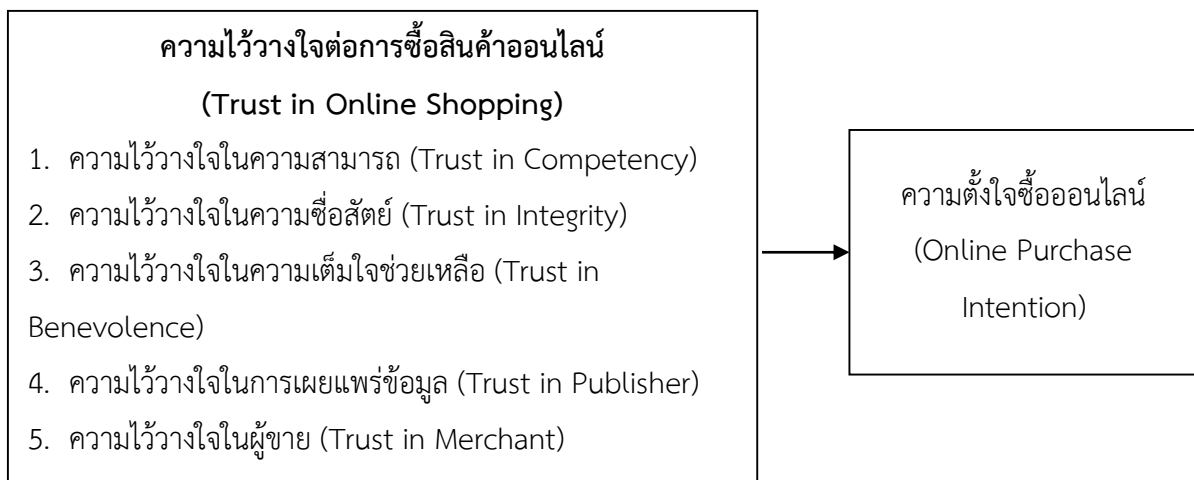 ความไว้วางใจต่อการซื้อสินค้าออนไลน์
(Trust in Online Shopping)
1. ความไว้วางใจในความสามารถ (Trust in Competency)
2. ความไว้วางใจในความซื่อสัตย์ (Trust in Integrity)
3. ความไว้วางใจในความเต็มใจช่วยเหลือ (Trust in
Benevolence)
4. ความไว้วางใจในการเผยแพร่ข้อมูล (Trust in Publisher)
5. ความไว้วางใจในผู้ขาย (Trust in Merchant)
ความตั้งใจซื้อออนไลน์
(Online Purchase
Intention)